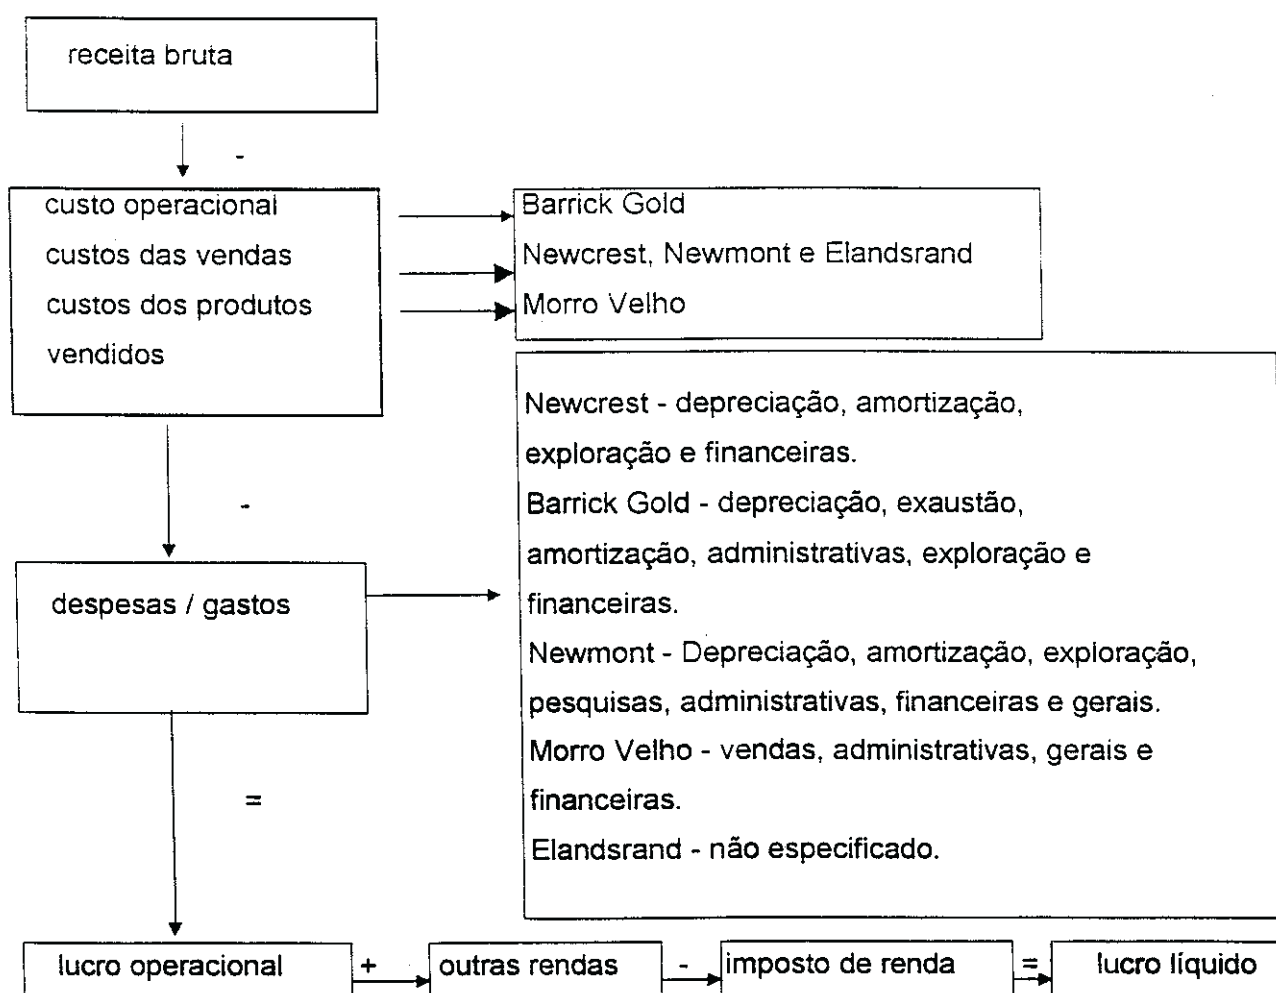 receita bruta
-
custo operacional
custos das vendas
custos dos produtos
vendidos
Barrick Gold
Newcrest, Newmont e Elandsrand
Morro Velho
-
despesas / gastos
Newcrest - depreciação, amortização,
exploração e financeiras.
Barrick Gold - depreciação, exaustão,
amortização, administrativas, exploração e
financeiras.
Newmont - Depreciação, amortização, exploração,
pesquisas, administrativas, financeiras e gerais.
Morro Velho - vendas, administrativas, gerais e
financeiras.
Elandsrand - não especificado.
=
lucro operacional + outras rendas - imposto de renda = lucro líquido